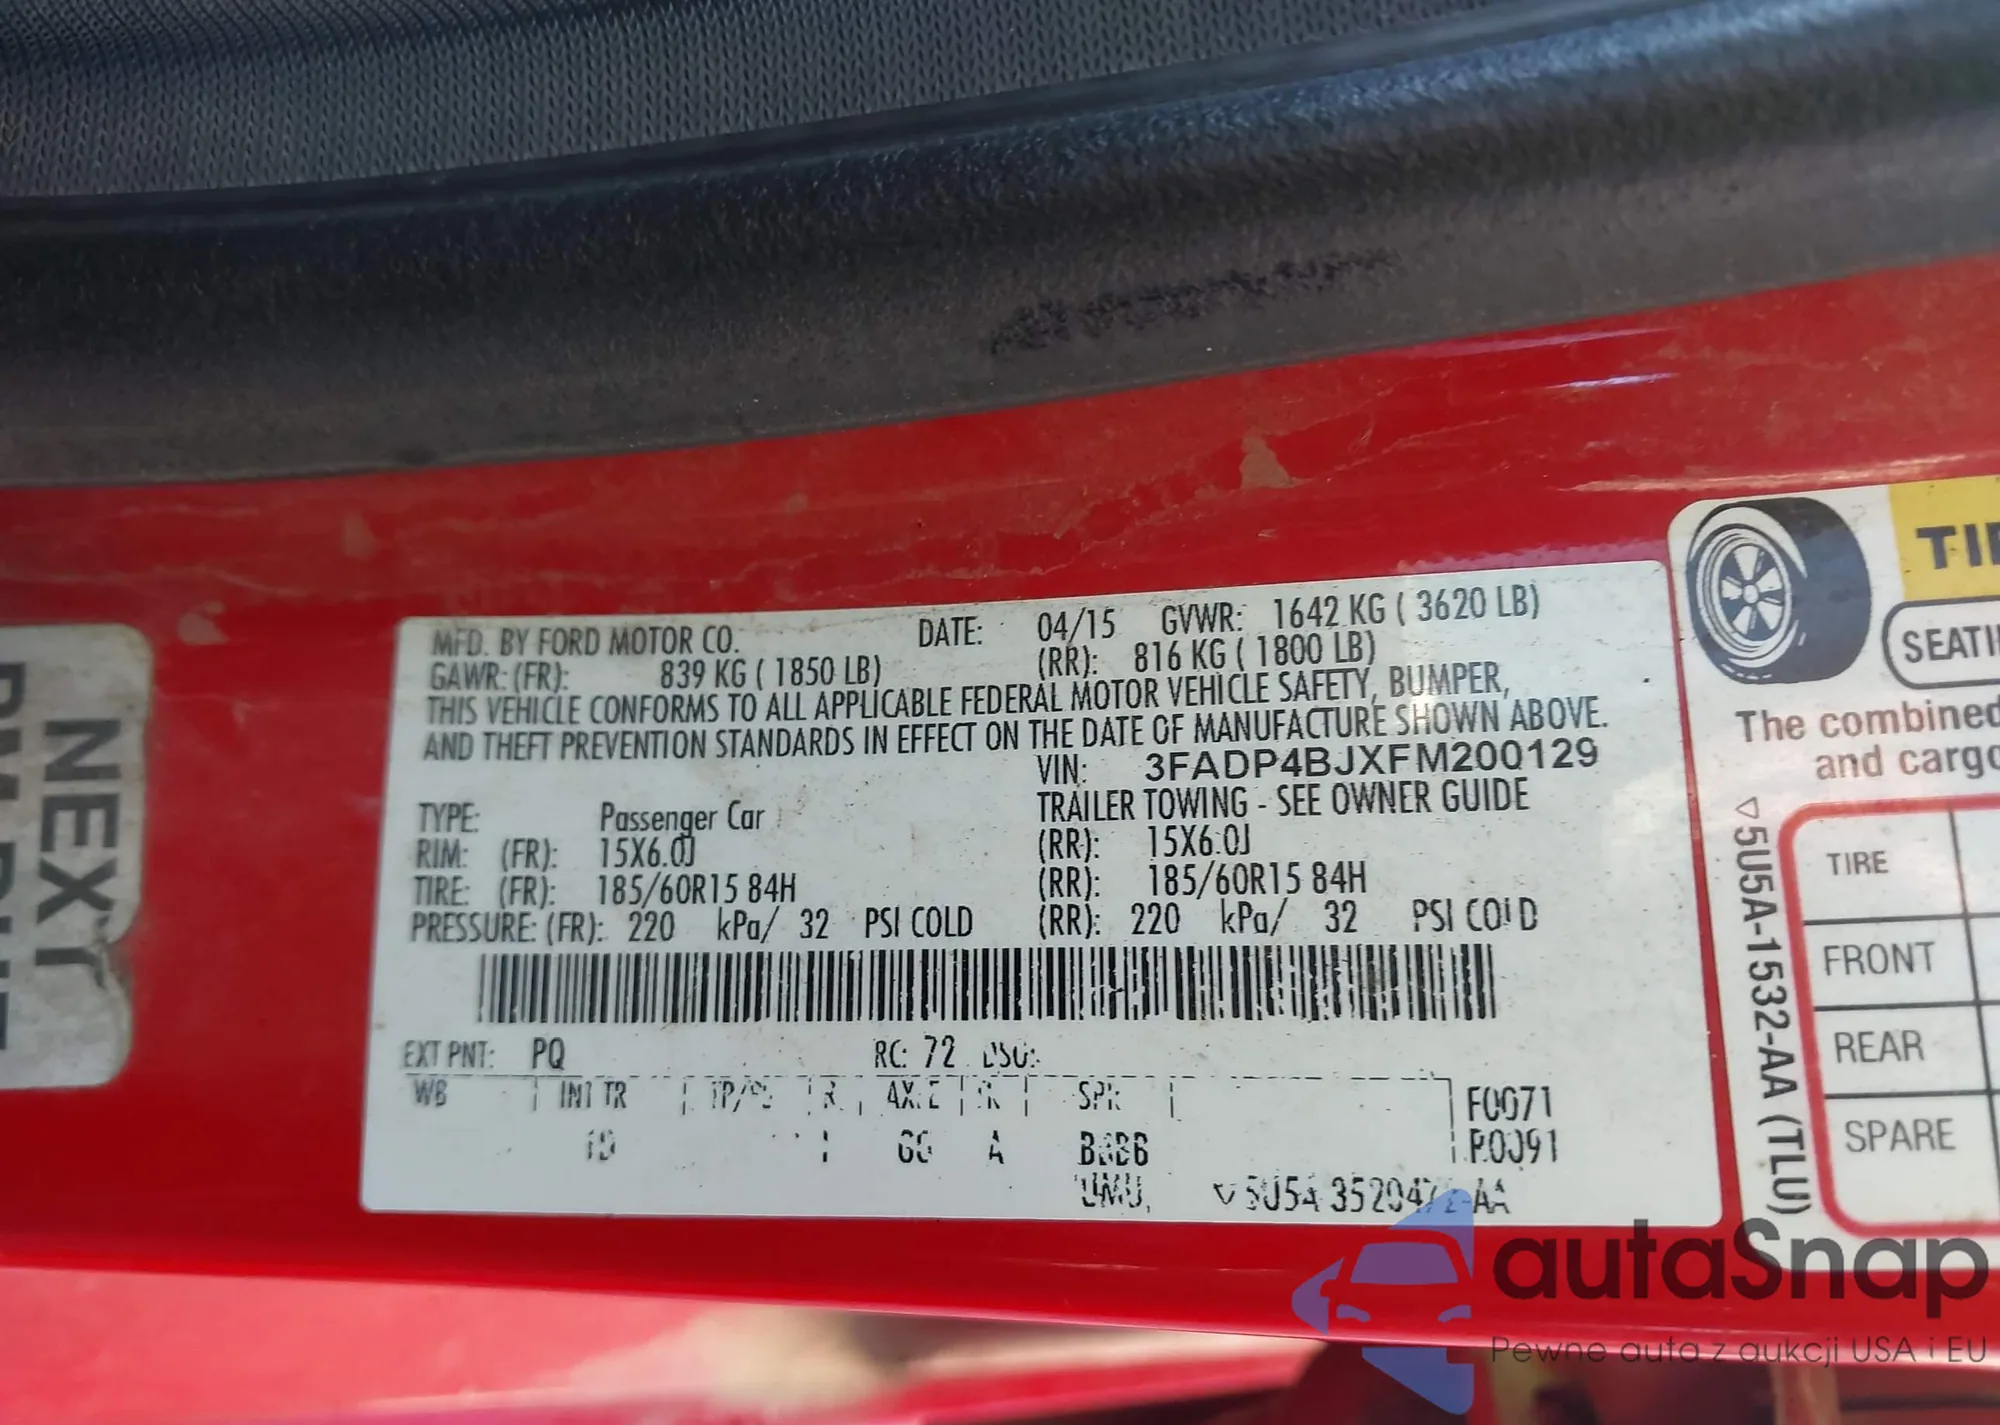 MFD. BY FORD MOTOR CO. DATE: 04/15 GVWR: 1642 KG ( 3620 LB)
GAWR: (FR): 839 KG ( 1850 LB) (RR): 816 KG ( 1800 LB)
THIS VEHICLE CONFORMS TO ALL APPLICABLE FEDERAL MOTOR VEHICLE SAFETY, BUMPER,
AND THEFT PREVENTION STANDARDS IN EFFECT ON THE DATE OF MANUFACTURE SHOWN ABOVE.
VIN: 3FADP4BJXFM200129
TYPE: Passenger Car TRAILER TOWING - SEE OWNER GUIDE
RIM: (FR): 15X6.0J (RR): 15X6.0J
TIRE: (FR): 185/60R15 84H (RR): 185/60R15 84H
PRESSURE: (FR): 220 kPa/ 32 PSI COLD (RR): 220 kPa/ 32 PSI COLD
EXT PNT: PQ RC: 72 DSO:
WB INT TR TP/PS R AXLE SPR F0071
A
NEXT
SEATI
The combined
and cargo
▽5U5A-1532-AA (TLU)
TIRE
FRONT
REAR
SPARE
autaSnap
Pewne auta z aukcji USA i EU